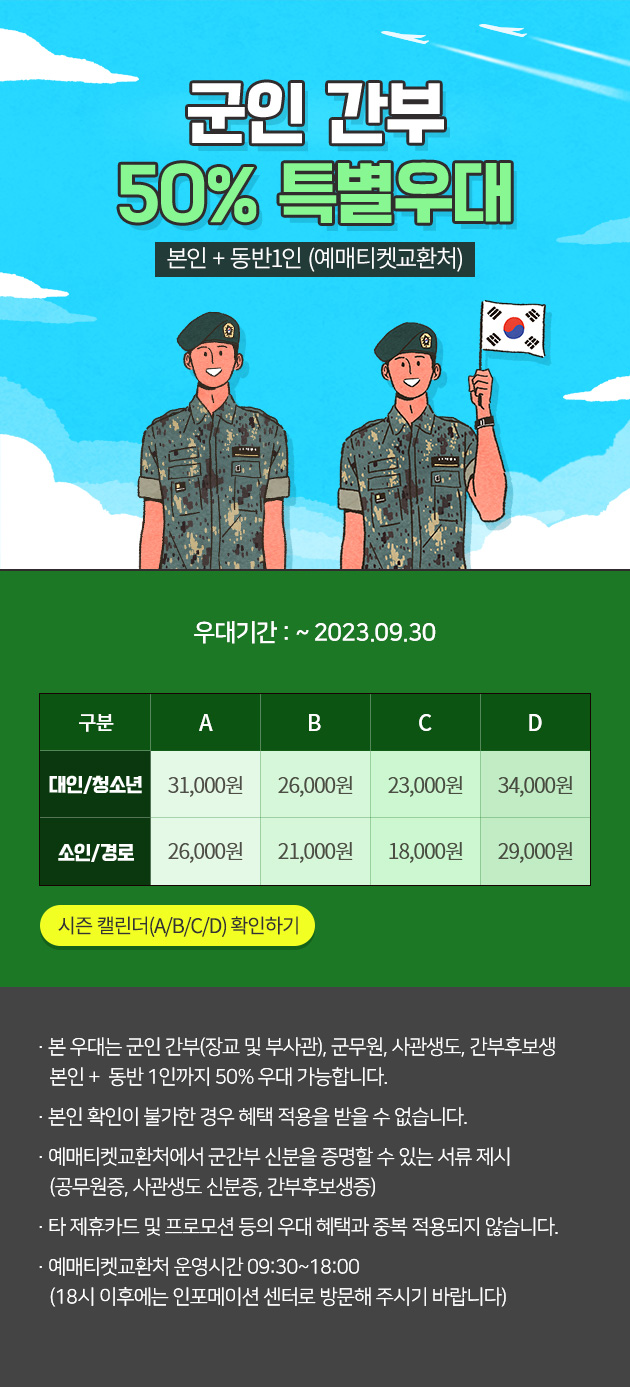 군인 간부
50% 특별우대
본인 + 동반1인 (예매티켓교환처)
우대기간 : ~ 2023.09.30
구분 A B C D
대인/청소년 31,000원 26,000원 23,000원 34,000원
소인/경로 26,000원 21,000원 18,000원 29,000원
시즌 캘린더(A/B/C/D) 확인하기
· 본 우대는 군인 간부(장교 및 부사관), 군무원, 사관생도, 간부후보생
본인 + 동반 1인까지 50% 우대 가능합니다.
· 본인 확인이 불가한 경우 혜택 적용을 받을 수 없습니다.
· 예매티켓교환처에서 군간부 신분을 증명할 수 있는 서류 제시
(공무원증, 사관생도 신분증, 간부후보생증)
· 타 제휴카드 및 프로모션 등의 우대 혜택과 중복 적용되지 않습니다.
· 예매티켓교환처 운영시간 09:30~18:00
(18시 이후에는 인포메이션 센터로 방문해 주시기 바랍니다)